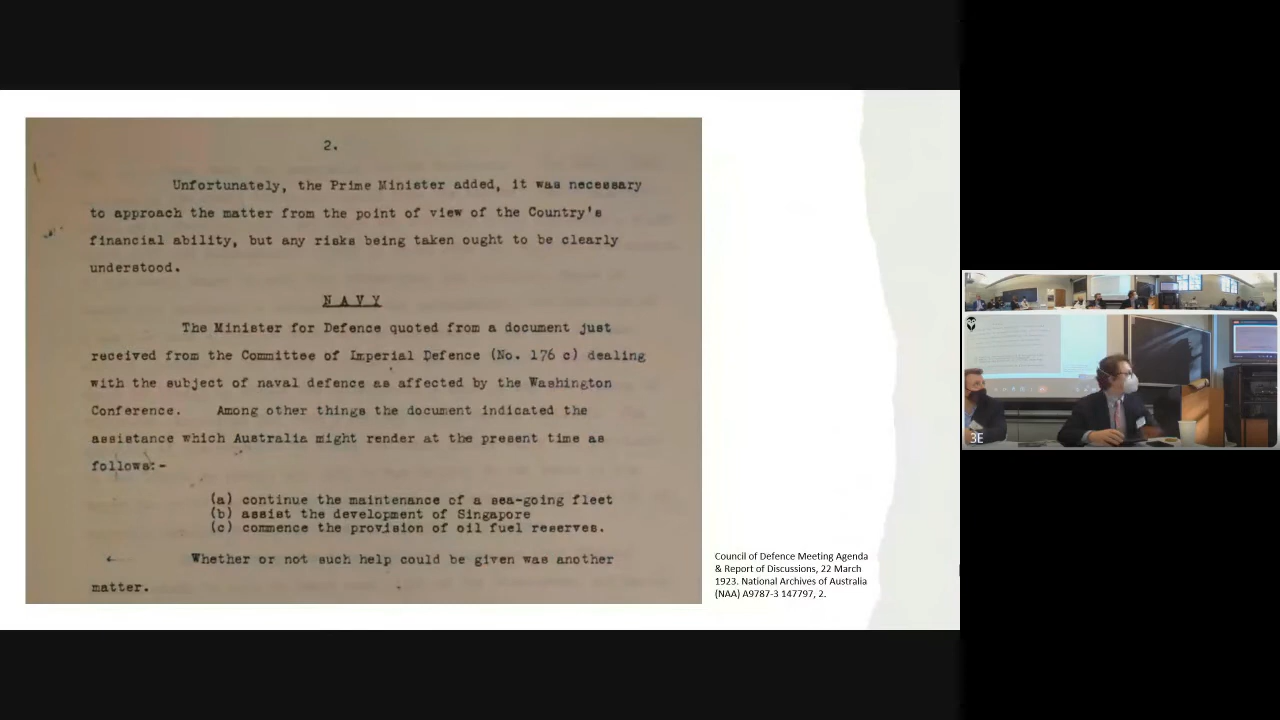 2.
Unfortunately, the Prime Minister added, it was necessary
to approach the matter from the point of view of the Country's
financial ability, but any risks being taken ought to be clearly
understood.
NAVY
The Minister for Defence quoted from a document just
received from the Committee of Imperial Defence (No. 176 c) dealing
with the subject of naval defence as affected by the Washington
Conference. Among other things the document indicated the
assistance which Australia might render at the present time as
follows:-
(a) continue the maintenance of a sea-going fleet
(b) assist the development of Singapore
(c) commence the provision of oil fuel reserves.
Whether or not such help could be given was another
matter.
Council of Defence Meeting Agenda
& Report of Discussions, 22 March
1923. National Archives of Australia
(NAA) A9787-3 147797, 2.
3E